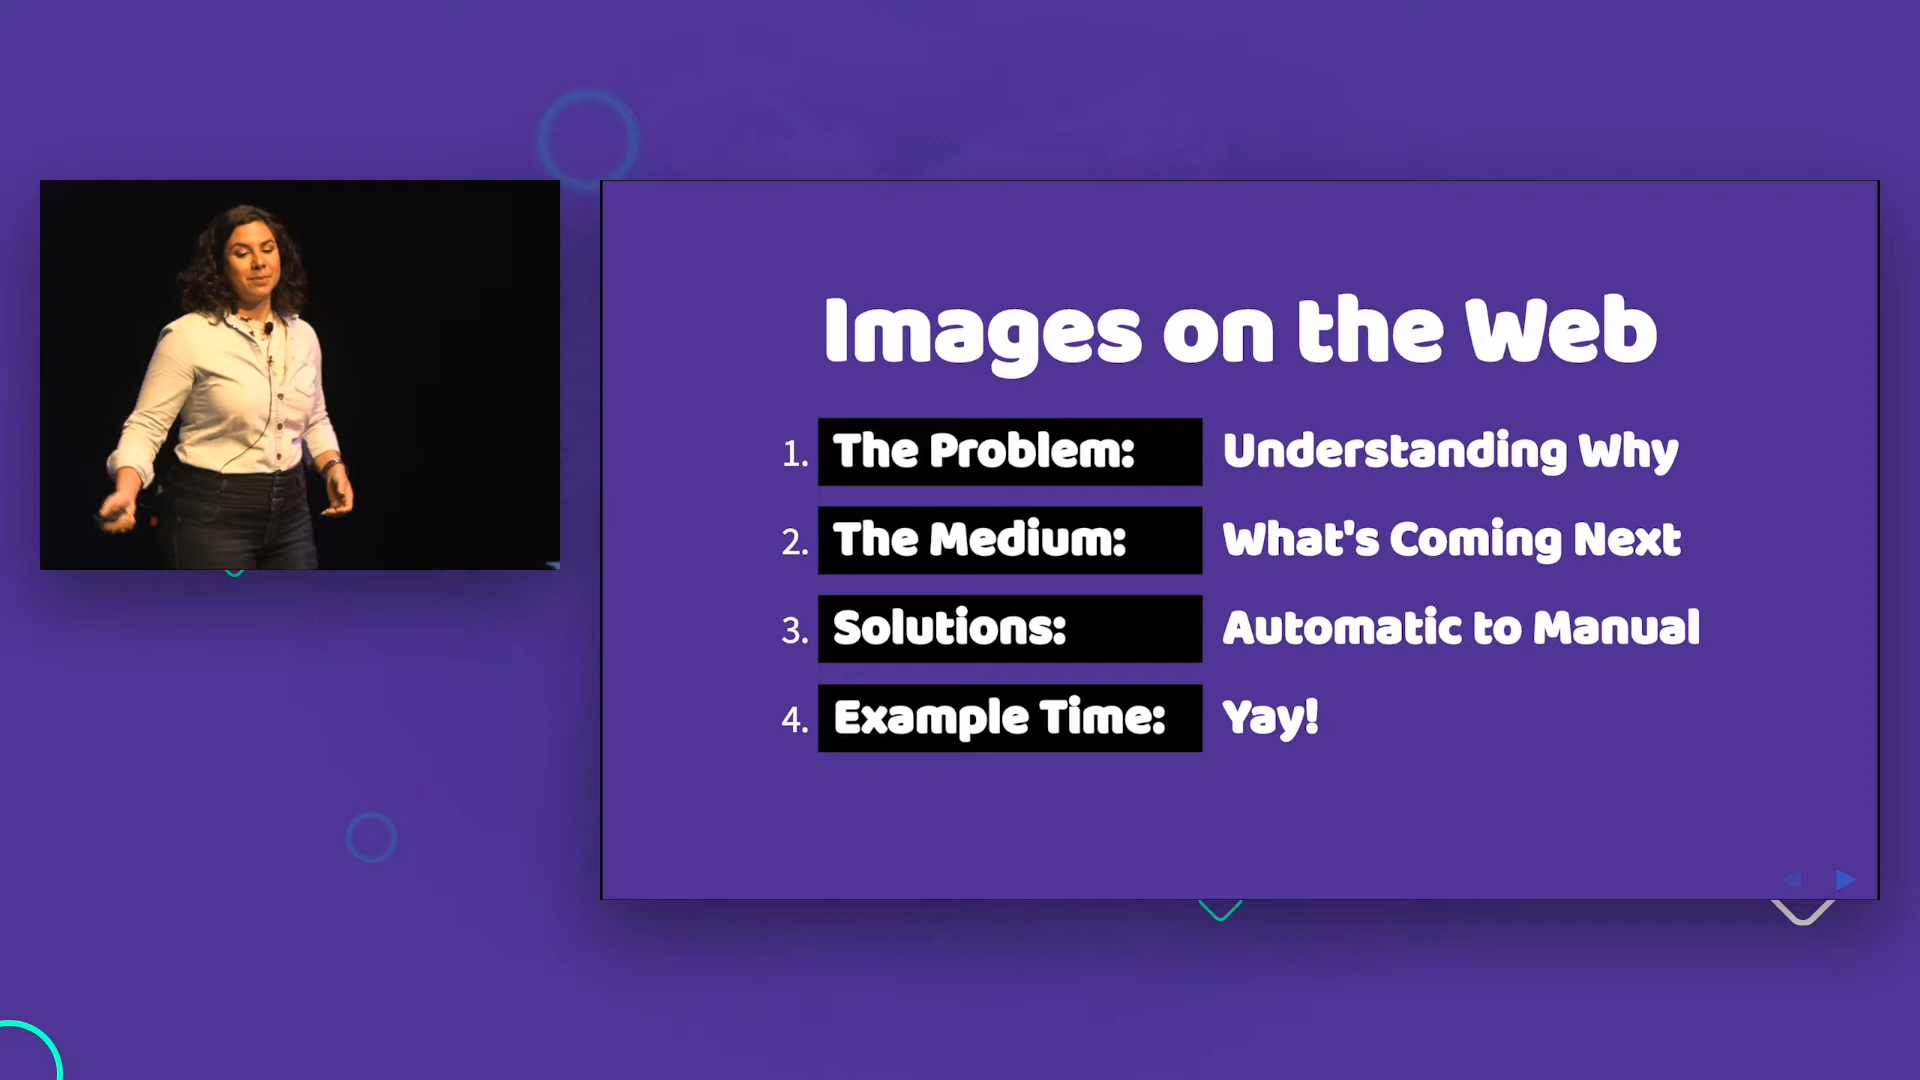 Images on the Web
1. The Problem: Understanding Why
2. The Medium: What's Coming Next
3. Solutions: Automatic to Manual
4. Example Time: Yay!